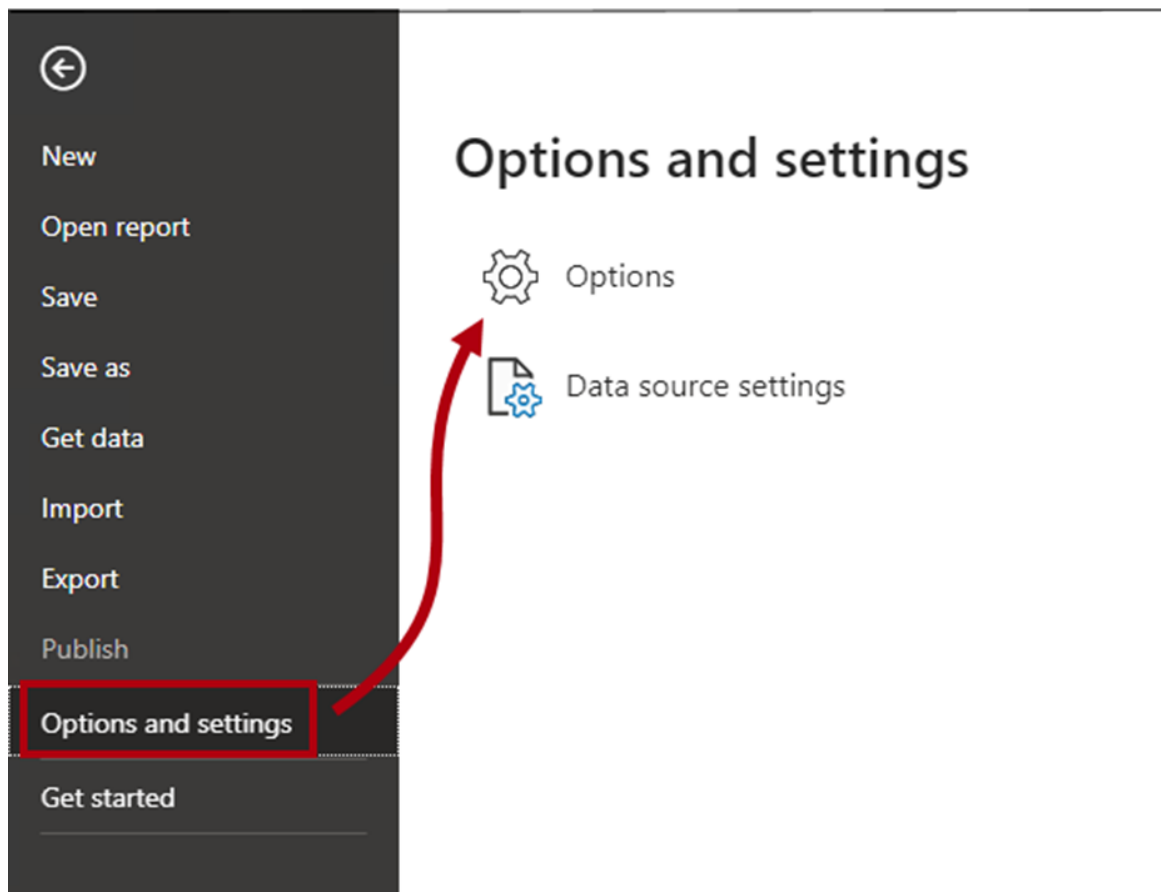 New
Open report
Save
Save as
Get data
Import
Export
Publish
Options and settings
Get started
Options and settings
Options
Data source settings